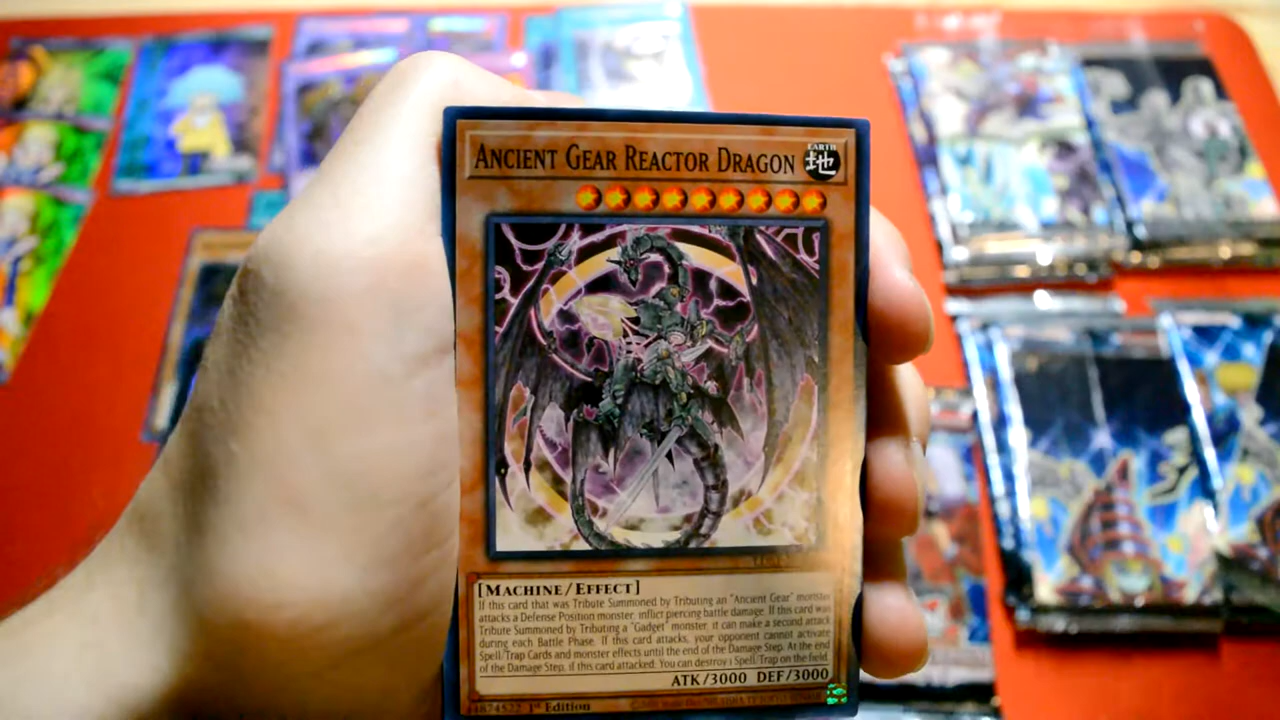 ANCIENT GEAR REACTOR DRAGON
EARTH
地
[MACHINE/EFFECT]
If this card that was Tribute Summoned by Tributing an "Ancient Gear" monster
attacks a Defense Position monster, inflict piercing battle damage. If this card was
Tribute Summoned by Tributing a "Gadget" monster, it can make a second attack
during each Battle Phase. If this card attacks, your opponent cannot activate
Spell/Trap Cards and monster effects until the end of the Damage Step. At the end
of the Damage Step, if this card attacked: You can destroy 1 Spell/Trap on the field.
ATK/3000 DEF/3000
1st Edition